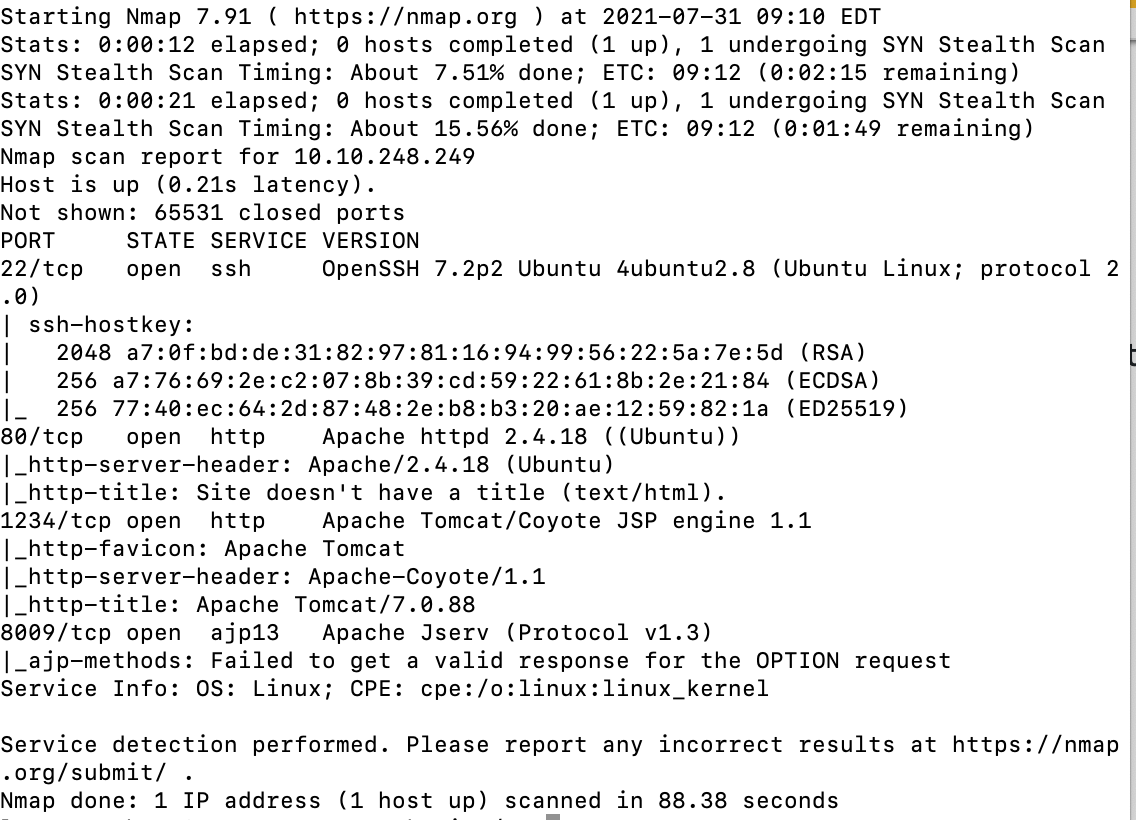 Starting Nmap 7.91 ( https://nmap.org ) at 2021-07-31 09:10 EDT
Stats: 0:00:12 elapsed; 0 hosts completed (1 up), 1 undergoing SYN Stealth Scan
SYN Stealth Scan Timing: About 7.51% done; ETC: 09:12 (0:02:15 remaining)
Stats: 0:00:21 elapsed; 0 hosts completed (1 up), 1 undergoing SYN Stealth Scan
SYN Stealth Scan Timing: About 15.56% done; ETC: 09:12 (0:01:49 remaining)
Nmap scan report for 10.10.248.249
Host is up (0.21s latency).
Not shown: 65531 closed ports
PORT     STATE SERVICE VERSION
22/tcp   open  ssh     OpenSSH 7.2p2 Ubuntu 4ubuntu2.8 (Ubuntu Linux; protocol 2
.0)
| ssh-hostkey:
|   2048 a7:0f:bd:de:31:82:97:81:16:94:99:56:22:5a:7e:5d (RSA)
|   256 a7:76:69:2e:c2:07:8b:39:cd:59:22:61:8b:2e:21:84 (ECDSA)
|_  256 77:40:ec:64:2d:87:48:2e:b8:b3:20:ae:12:59:82:1a (ED25519)
80/tcp   open  http    Apache httpd 2.4.18 ((Ubuntu))
|_http-server-header: Apache/2.4.18 (Ubuntu)
|_http-title: Site doesn't have a title (text/html).
1234/tcp open  http    Apache Tomcat/Coyote JSP engine 1.1
|_http-favicon: Apache Tomcat
|_http-server-header: Apache-Coyote/1.1
|_http-title: Apache Tomcat/7.0.88
8009/tcp open  ajp13   Apache Jserv (Protocol v1.3)
|_ajp-methods: Failed to get a valid response for the OPTION request
Service Info: OS: Linux; CPE: cpe:/o:linux:linux_kernel

Service detection performed. Please report any incorrect results at https://nmap
.org/submit/ .
Nmap done: 1 IP address (1 host up) scanned in 88.38 seconds